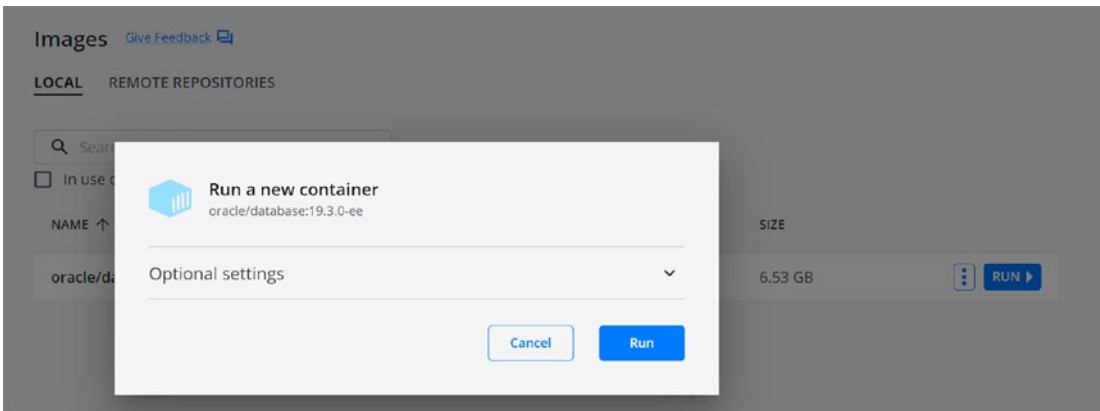 Images Give Feedback
LOCAL REMOTE REPOSITORIES
In use
Run a new container
oracle/database:19.3.0-ee
NAME SIZE
Optional settings
6.53 GB RUN
Cancel Run